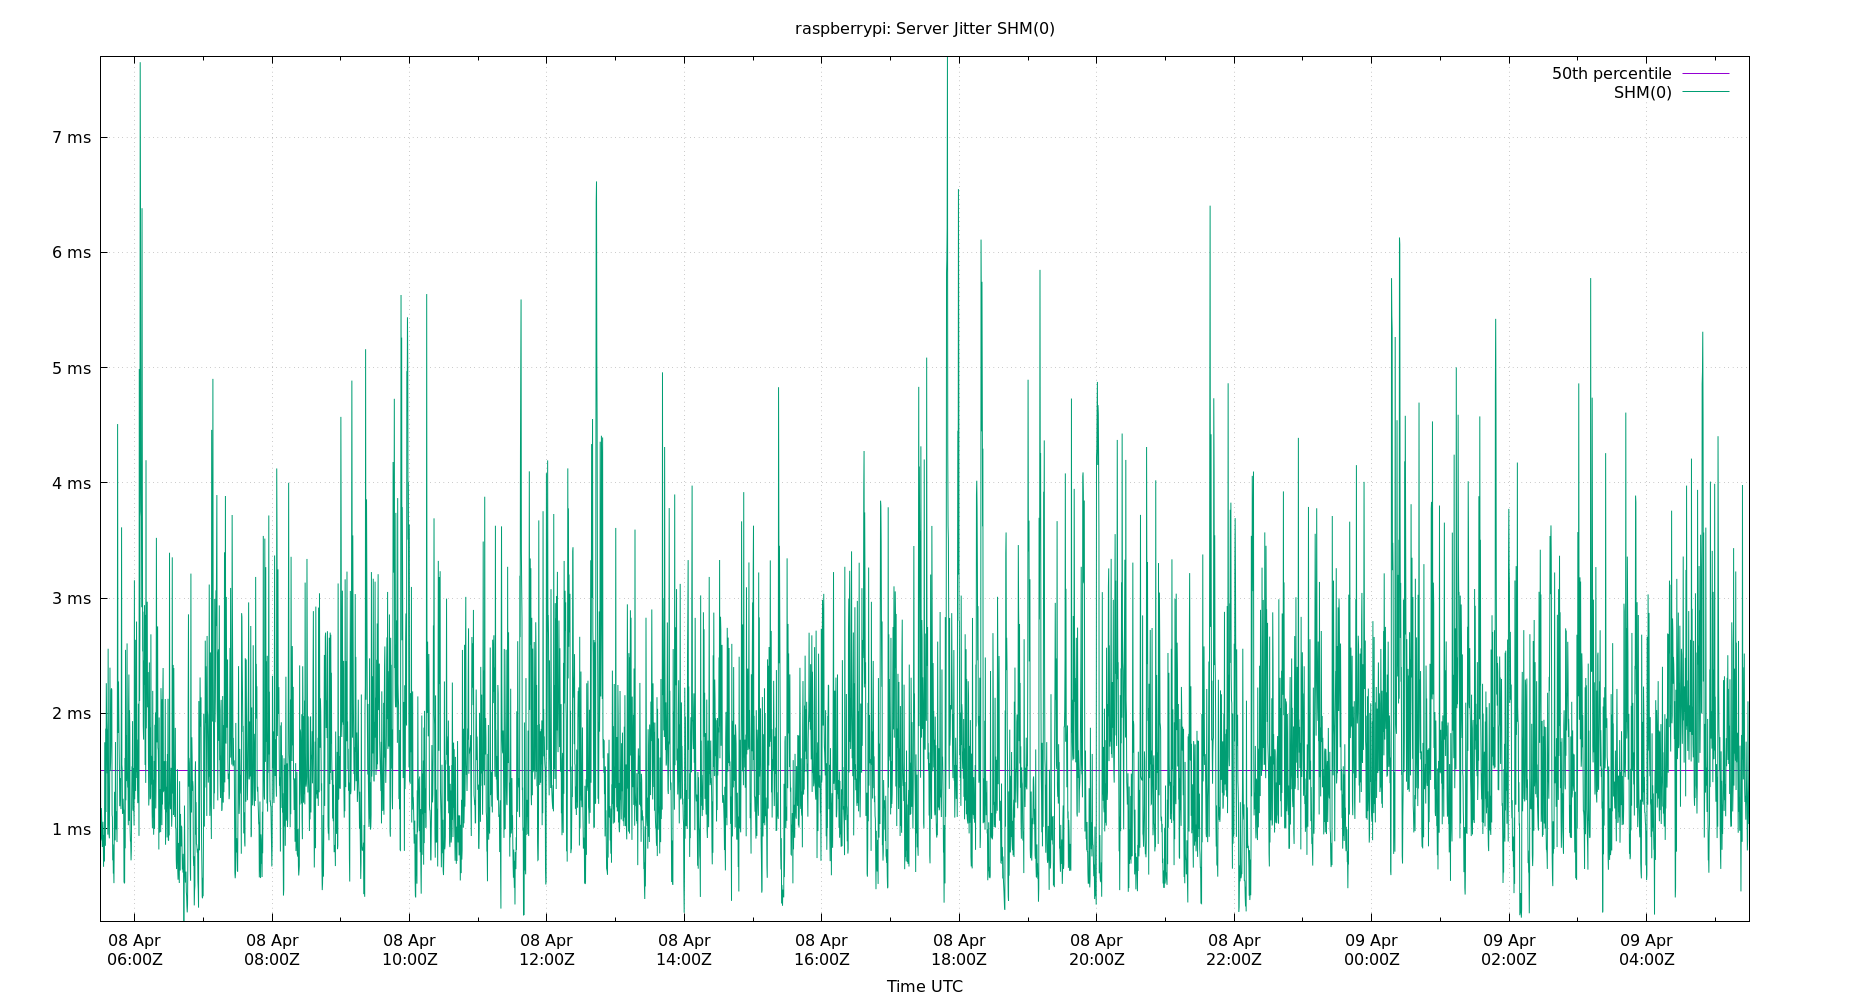 raspberrypi: Server Jitter SHM(0)
50th percentile
SHM(0)
7 ms
6 ms
5 ms
4 ms
3 ms
2 ms
1 ms
08 Apr 08 Apr 08 Apr 08 Apr 08 Apr 08 Apr 08 Apr 08 Apr 08 Apr 09 Apr 09 Apr 09 Apr
06:00Z 08:00Z 10:00Z 12:00Z 14:00Z 16:00Z 18:00Z 20:00Z 22:00Z 00:00Z 02:00Z 04:00Z
Time UTC